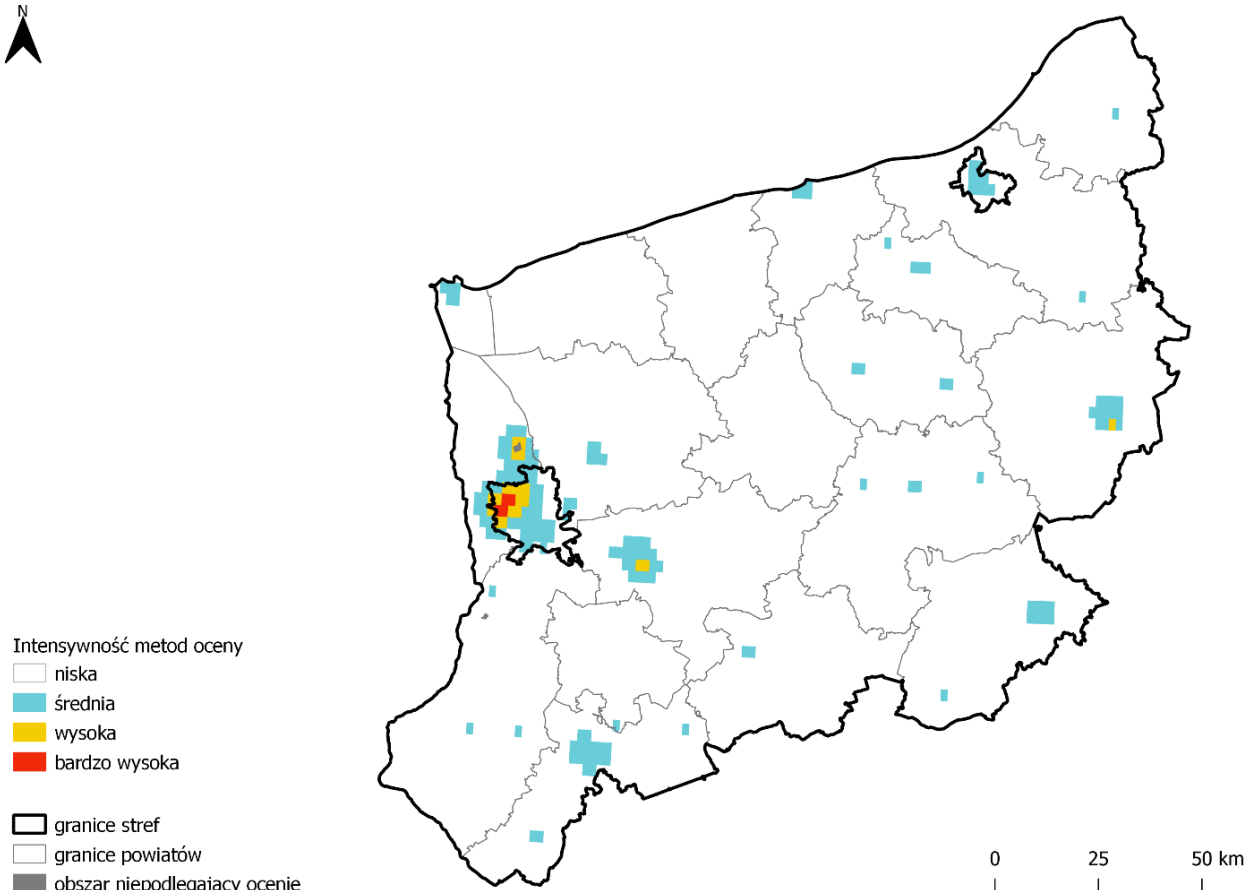 N
Intensywność metod oceny
niska
średnia
wysoka
bardzo wysoka
granice stref
granice powiatów
obszar niepodlegający ocenie
0 25 50 km